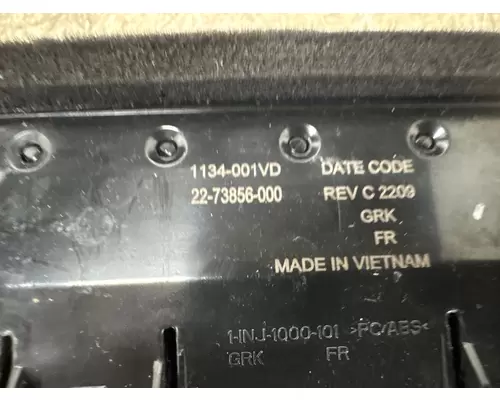 1134-001VD DATE CODE
22-73856-000 REV C 2209
GRK
FR
MADE IN VIETNAM
1-INJ-1000-101 >PC/ABS<
GRK FR